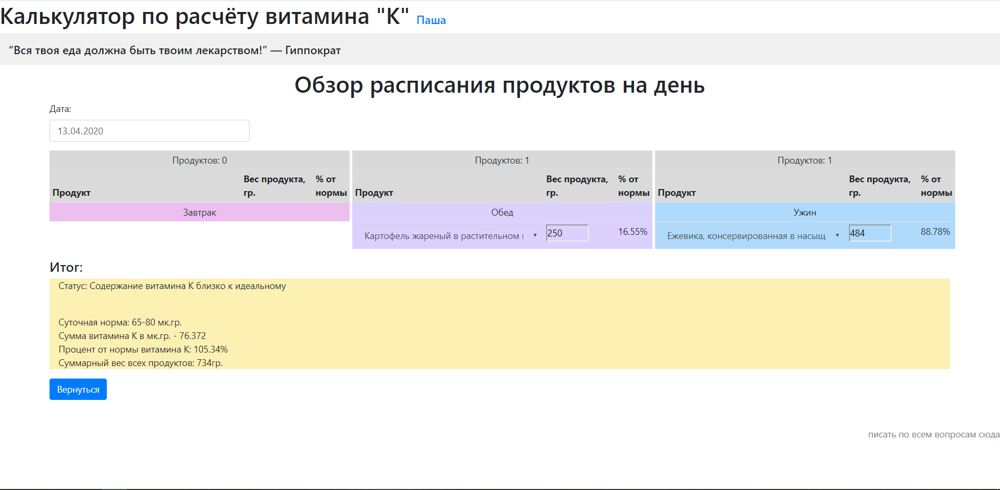 Калькулятор по расчёту витамина "К" Паша
“Вся твоя еда должна быть твоим лекарством!” — Гиппократ
Обзор расписания продуктов на день
Дата:
13.04.2020
Продуктов: 0
Продукт Вес продукта, гр. % от нормы
Завтрак
Продуктов: 1
Продукт Вес продукта, гр. % от нормы
Обед
Картофель жареный в растительном 250 16.55%
Продуктов: 1
Продукт Вес продукта, гр. % от нормы
Ужин
Ежевика, консервированная в насыщ 484 88.78%
Итог:
Статус: Содержание витамина К близко к идеальному
Суточная норма: 65-80 мк.гр.
Сумма витамина К в мк.гр. - 76.372
Процент от нормы витамина К: 105.34%
Суммарный вес всех продуктов: 734гр.
Вернуться
писать по всем вопросам сюда